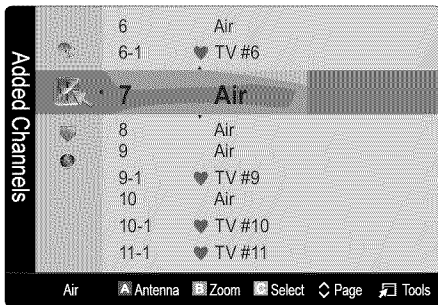 Added Channels
6 Air
6-1 ♥ TV #6
7 Air
8 Air
9 Air
9-1 ♥ TV #9
10 Air
10-1 ♥ TV #10
11-1 ♥ TV #11
Air A Antenna B Zoom C Select Page Tools